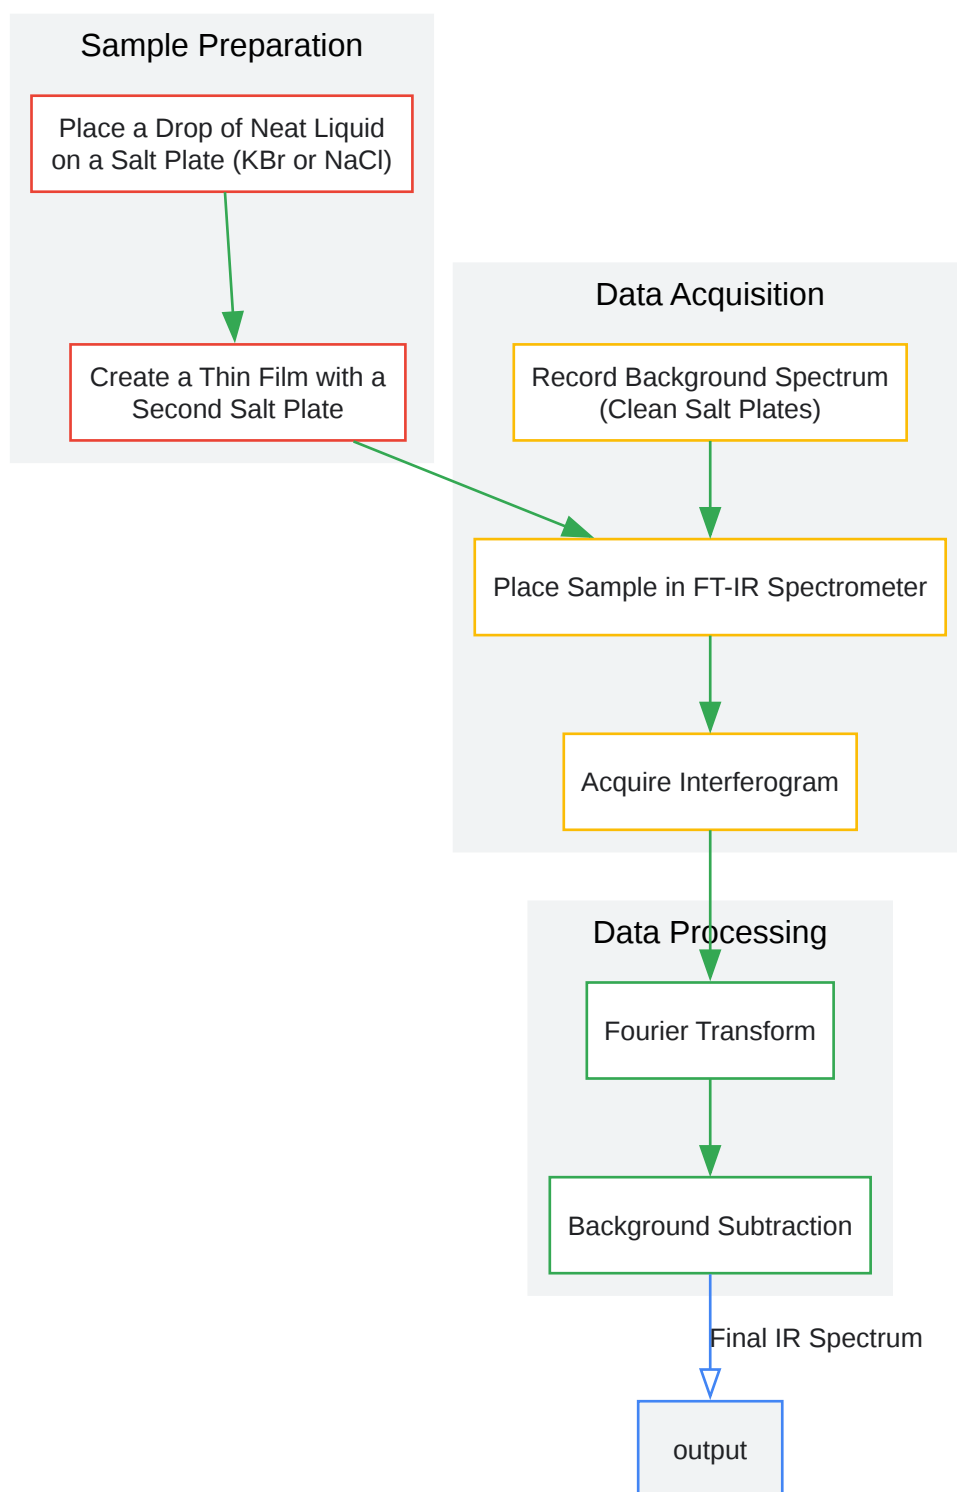 Sample Preparation
Place a Drop of Neat Liquid
on a Salt Plate (KBr or NaCl)
Create a Thin Film with a
Second Salt Plate
Data Acquisition
Record Background Spectrum
(Clean Salt Plates)
Place Sample in FT-IR Spectrometer
Acquire Interferogram
Data Processing
Fourier Transform
Background Subtraction
Final IR Spectrum
output